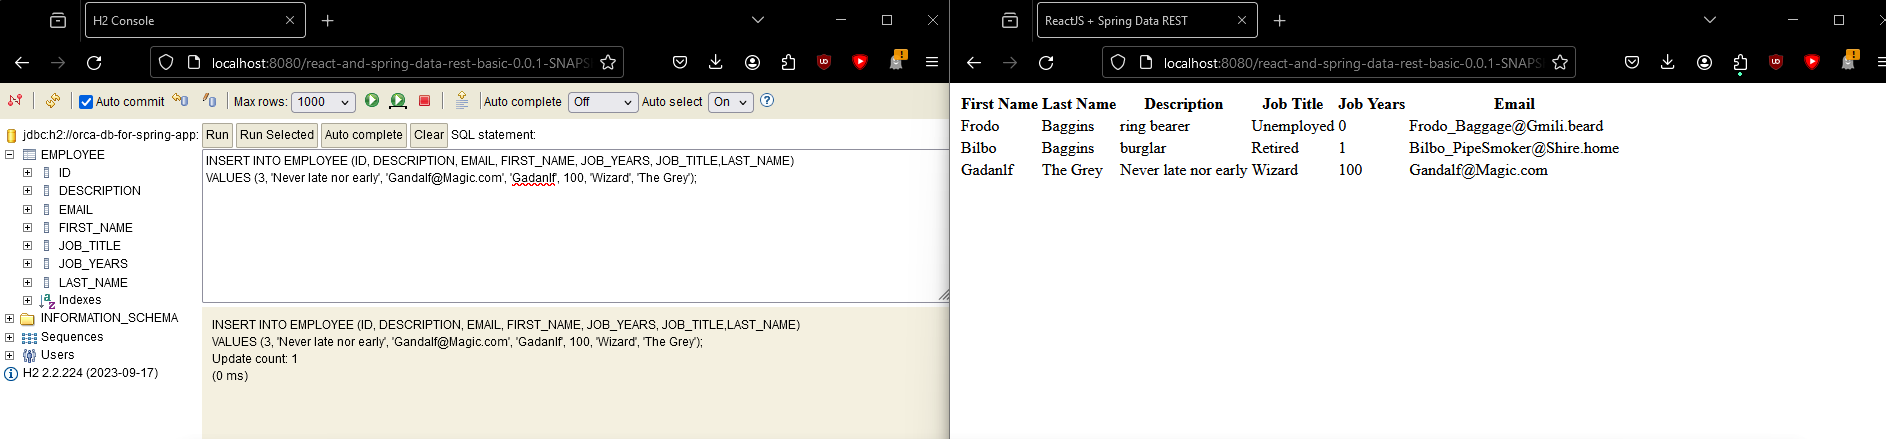 H2 Console
localhost:8080/react-and-spring-data-rest-basic-0.0.1-SNAPS
Auto commit
Max rows: 1000
Auto complete Off
Auto select On
jdbc:h2://orca-db-for-spring-app:
EMPLOYEE
ID
DESCRIPTION
EMAIL
FIRST_NAME
JOB_TITLE
JOB_YEARS
LAST_NAME
Indexes
INFORMATION_SCHEMA
Sequences
Users
H2 2.2.224 (2023-09-17)
Run Run Selected Auto complete Clear SQL statement:
INSERT INTO EMPLOYEE (ID, DESCRIPTION, EMAIL, FIRST_NAME, JOB_YEARS, JOB_TITLE,LAST_NAME)
VALUES (3, 'Never late nor early', 'Gandalf@Magic.com', 'Gadanlf', 100, 'Wizard', 'The Grey');
INSERT INTO EMPLOYEE (ID, DESCRIPTION, EMAIL, FIRST_NAME, JOB_YEARS, JOB_TITLE,LAST_NAME)
VALUES (3, 'Never late nor early', 'Gandalf@Magic.com', 'Gadanlf', 100, 'Wizard', 'The Grey');
Update count: 1
(0 ms)
ReactJS + Spring Data REST
localhost:8080/react-and-spring-data-rest-basic-0.0.1-SNAPS
First Name Last Name Description Job Title Job Years Email
Frodo Baggins ring bearer Unemployed 0 Frodo_Baggage@Gmili.beard
Bilbo Baggins burglar Retired 1 Bilbo_PipeSmoker@Shire.home
Gadanlf The Grey Never late nor early Wizard 100 Gandalf@Magic.com